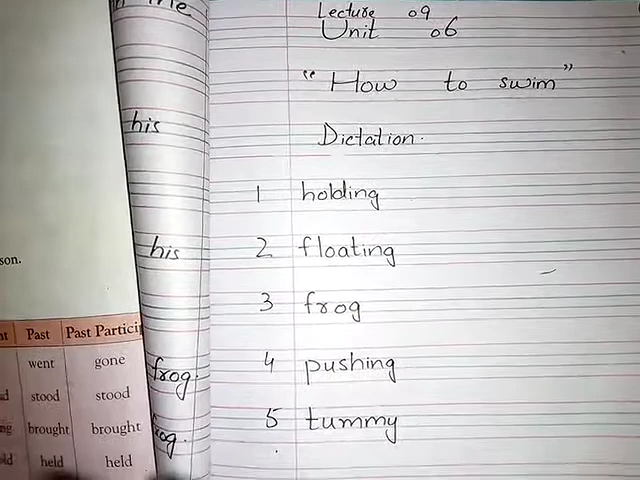 the
his
his
frog.
frog.
son.
Past Past Partici
went gone
stood stood
brought brought
held held
Lecture 09
Unit 06
" How to swim "
Dictation.
1 holding
2 floating
3 frog
4 pushing
5 tummy